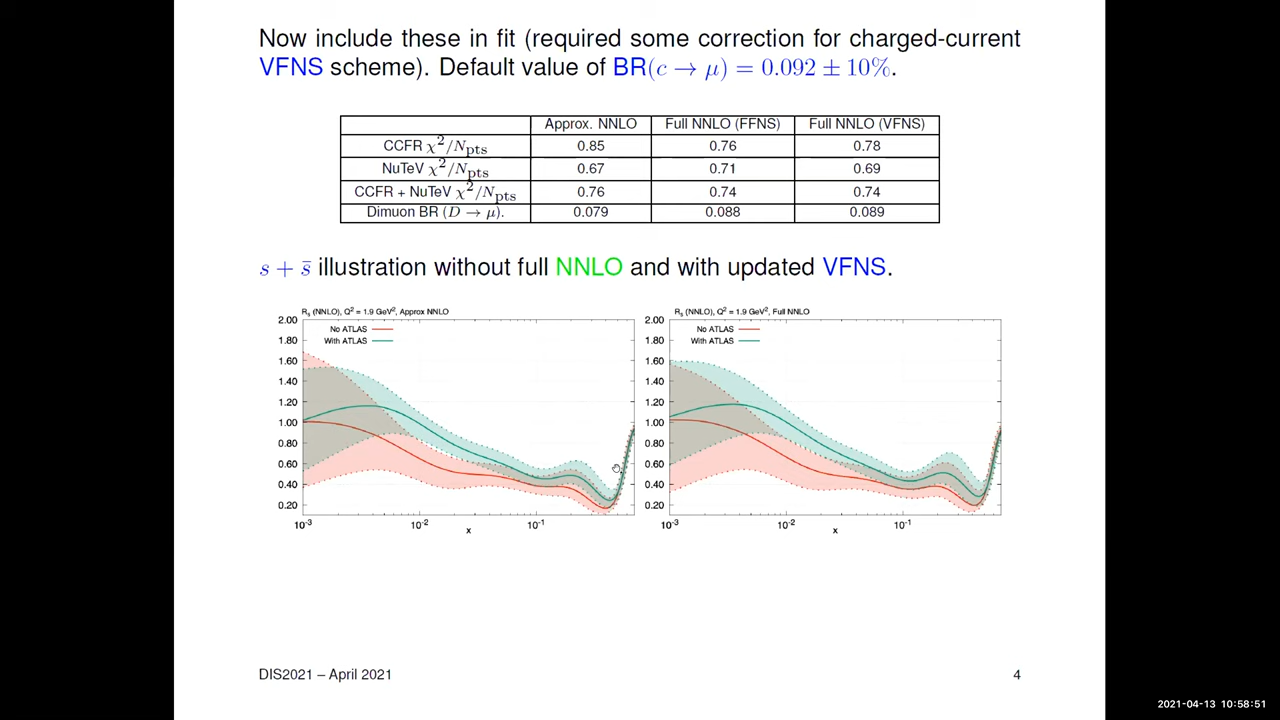 Now include these in fit (required some correction for charged-current
VFNS scheme). Default value of BR(c → μ) = 0.092 ± 10%.
Approx. NNLO Full NNLO (FFNS) Full NNLO (VFNS)
CCFR χ²/N_pts 0.85 0.76 0.78
NuTeV χ²/N_pts 0.67 0.71 0.69
CCFR + NuTeV χ²/N_pts 0.76 0.74 0.74
Dimuon BR (D → μ). 0.079 0.088 0.089
s + s̄ illustration without full NNLO and with updated VFNS.
R_s (NNLO), Q² = 1.9 GeV², Approx NNLO
2.00
1.80
1.60
1.40
1.20
1.00
0.80
0.60
0.40
0.20
No ATLAS
With ATLAS
10⁻³ 10⁻² 10⁻¹
x
R_s (NNLO), Q² = 1.9 GeV², Full NNLO
2.00
1.80
1.60
1.40
1.20
1.00
0.80
0.60
0.40
0.20
No ATLAS
With ATLAS
10⁻³ 10⁻² 10⁻¹
x
DIS2021 – April 2021 4
2021-04-13 10:58:51